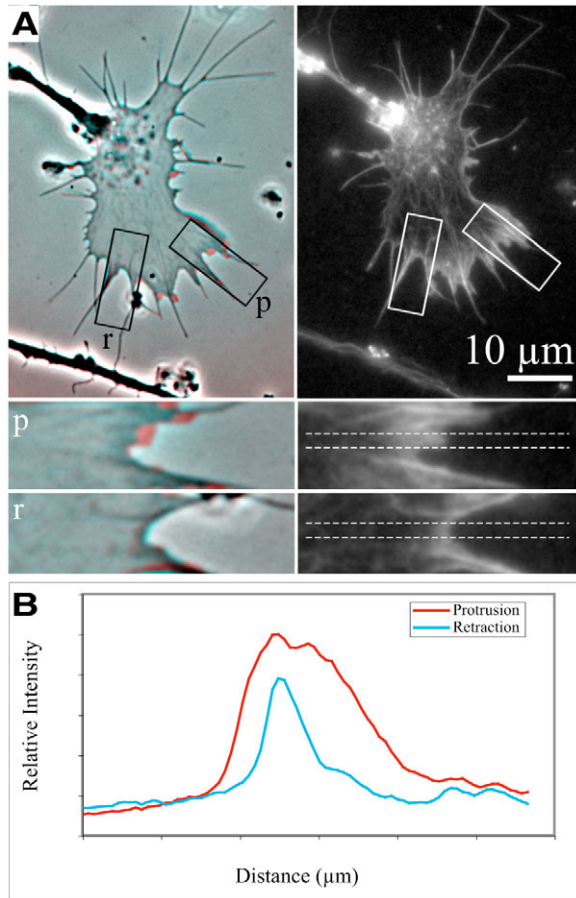 A
r
p
10 µm
p
r
B
Protrusion
Retraction
Relative Intensity
Distance (µm)